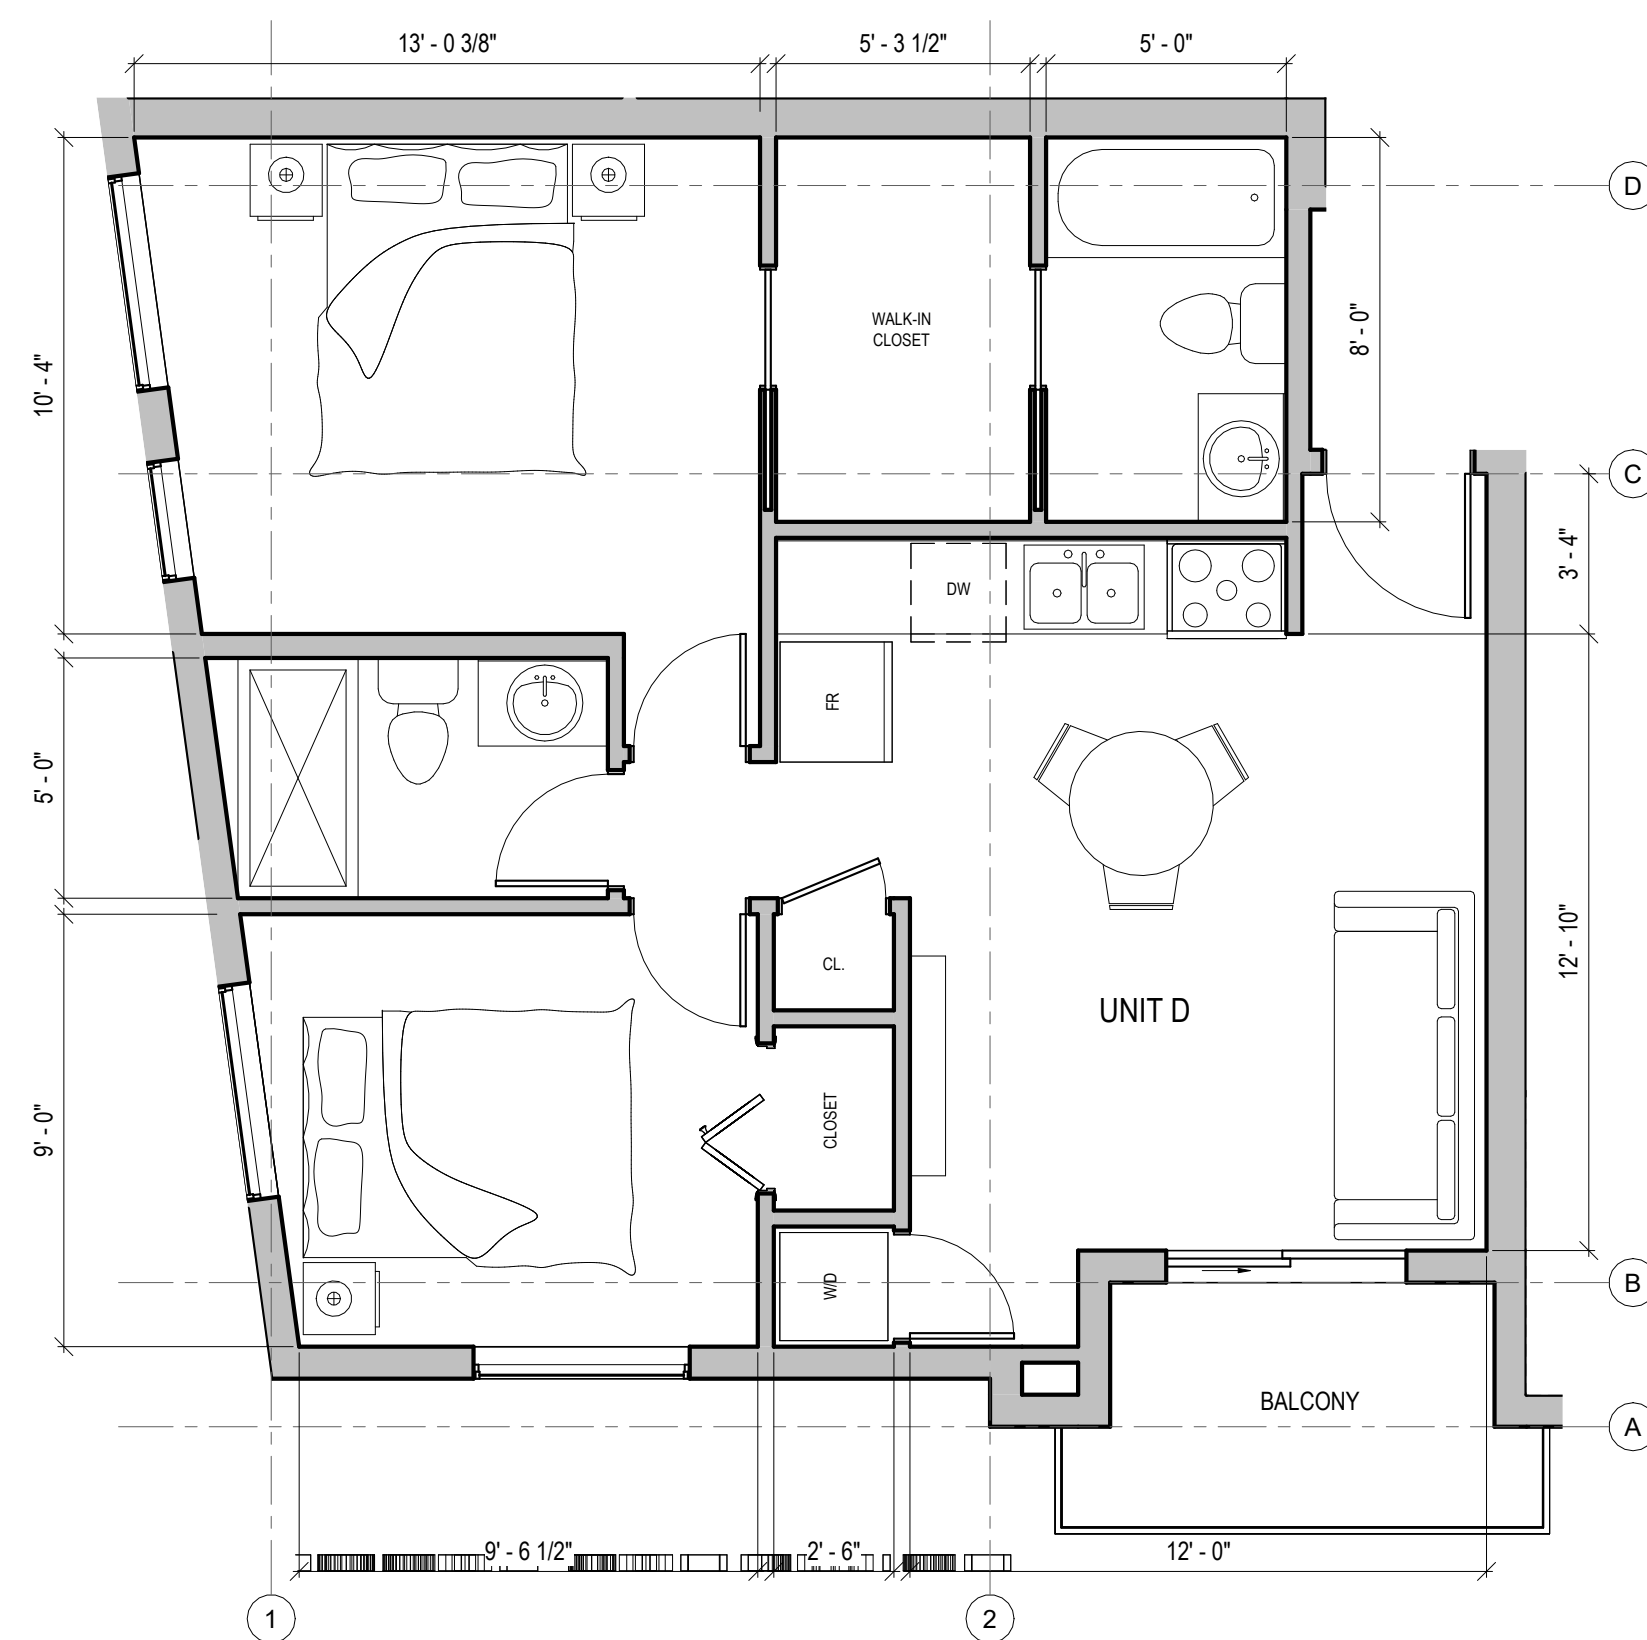 13' - 0 3/8"
5' - 3 1/2"
5' - 0"
D
WALK-IN
CLOSET
8' - 0"
10' - 4"
C
3' - 4"
DW
FR
5' - 0"
12' - 10"
CL.
UNIT D
9' - 0"
CLOSET
W/D
B
BALCONY
A
9' - 6 1/2"
2' - 6"
12' - 0"
1
2